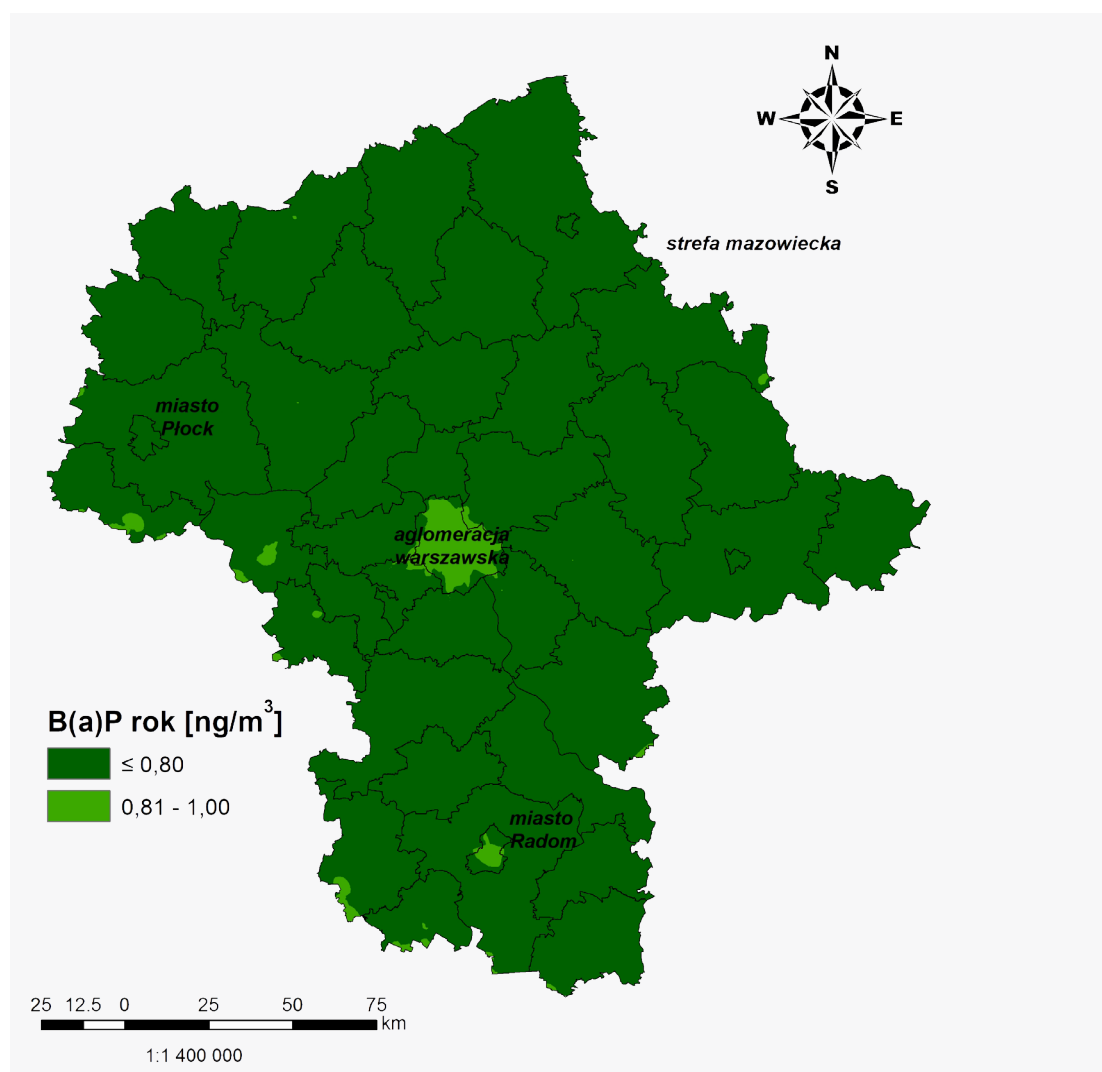 N
W E
S
strefa mazowiecka
miasto
Płock
aglomeracja
warszawska
B(a)P rok [ng/m³]
≤ 0,80
0,81 - 1,00
miasto
Radom
25 12.5 0 25 50 75
km
1:1 400 000